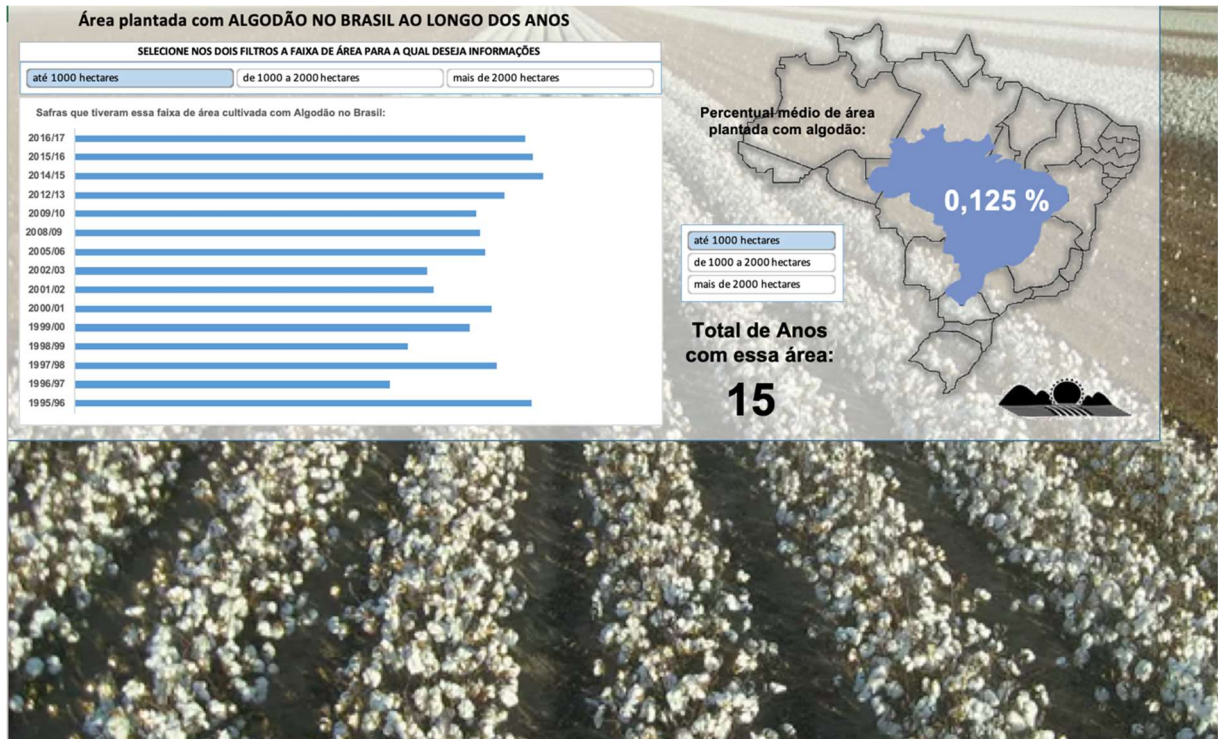 Área plantada com ALGODÃO NO BRASIL AO LONGO DOS ANOS
SELECIONE NOS DOIS FILTROS A FAIXA DE ÁREA PARA A QUAL DESEJA INFORMAÇÕES
até 1000 hectares
de 1000 a 2000 hectares
mais de 2000 hectares
Safras que tiveram essa faixa de área cultivada com Algodão no Brasil:
2016/17
2015/16
2014/15
2012/13
2009/10
2008/09
2005/06
2002/03
2001/02
2000/01
1999/00
1998/99
1997/98
1996/97
1995/96
Percentual médio de área
plantada com algodão:
0,125 %
até 1000 hectares
de 1000 a 2000 hectares
mais de 2000 hectares
Total de Anos
com essa área:
15